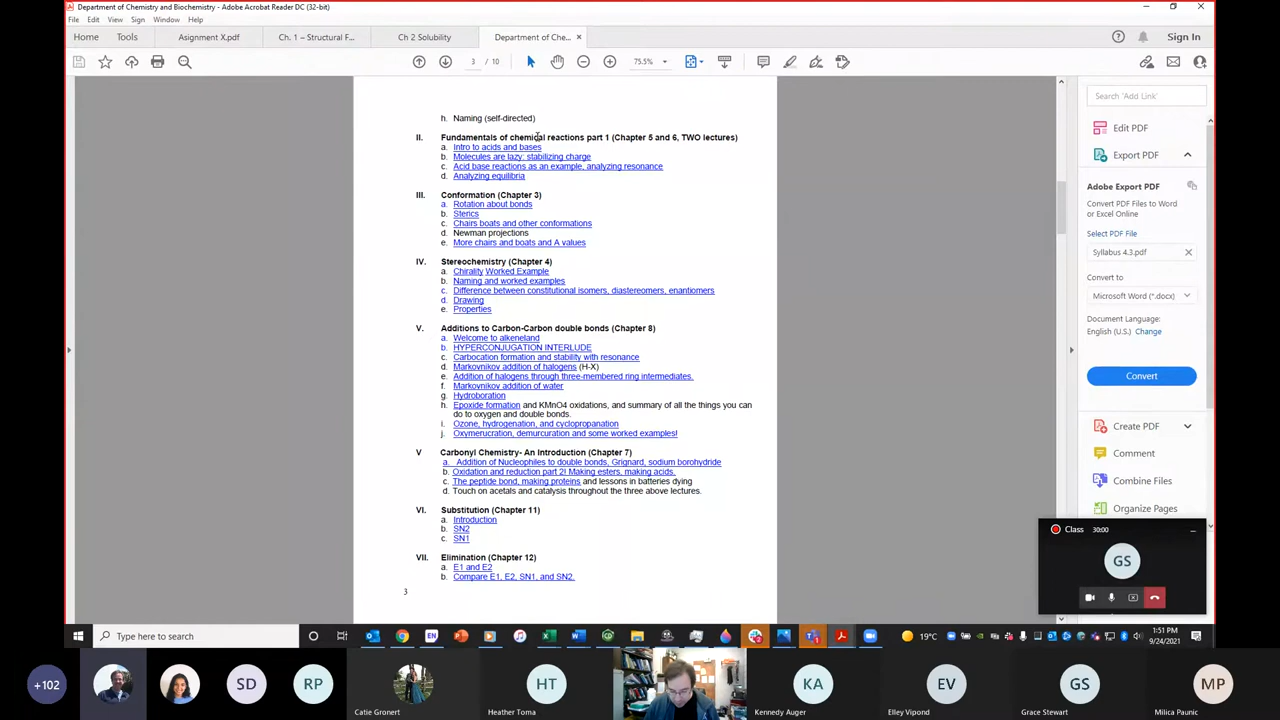 Department of Chemistry and Biochemistry - Adobe Acrobat Reader DC (32-bit)
File Edit View Sign Window Help
Home Tools Asignment X.pdf Ch. 1 – Structural F... Ch 2 Solubility Department of Che... × Sign In
3 / 10 75.5%
h. Naming (self-directed)
II. Fundamentals of chemical reactions part 1 (Chapter 5 and 6, TWO lectures)
a. Intro to acids and bases
b. Molecules are lazy: stabilizing charge
c. Acid base reactions as an example, analyzing resonance
d. Analyzing equilibria
III. Conformation (Chapter 3)
a. Rotation about bonds
b. Sterics
c. Chairs boats and other conformations
d. Newman projections
e. More chairs and boats and A values
IV. Stereochemistry (Chapter 4)
a. Chirality Worked Example
b. Naming and worked examples
c. Difference between constitutional isomers, diastereomers, enantiomers
d. Drawing
e. Properties
V. Additions to Carbon-Carbon double bonds (Chapter 8)
a. Welcome to alkeneland
b. HYPERCONJUGATION INTERLUDE
c. Carbocation formation and stability with resonance
d. Markovnikov addition of halogens (H-X)
e. Addition of halogens through three-membered ring intermediates.
f. Markovnikov addition of water
g. Hydroboration
h. Epoxide formation and KMnO4 oxidations, and summary of all the things you can
do to oxygen and double bonds.
i. Ozone, hydrogenation, and cyclopropanation
j. Oxymerucration, demurcuration and some worked examples!
V Carbonyl Chemistry- An Introduction (Chapter 7)
a. Addition of Nucleophiles to double bonds, Grignard, sodium borohydride
b. Oxidation and reduction part 2! Making esters, making acids.
c. The peptide bond, making proteins and lessons in batteries dying
d. Touch on acetals and catalysis throughout the three above lectures.
VI. Substitution (Chapter 11)
a. Introduction
b. SN2
c. SN1
VII. Elimination (Chapter 12)
a. E1 and E2
b. Compare E1, E2, SN1, and SN2.
3
Search 'Add Link'
Edit PDF
Export PDF
Adobe Export PDF
Convert PDF Files to Word
or Excel Online
Select PDF File
Syllabus 4.3.pdf
Convert to
Microsoft Word (*.docx)
Document Language:
English (U.S.) Change
Convert
Create PDF
Comment
Combine Files
Organize Pages
Class 30:00
GS
Type here to search
EN
19°C
1:51 PM
9/24/2021
+102 SD RP HT KA EV GS MP
Catie Gronert Heather Toma Kennedy Auger Elley Vipond Grace Stewart Milica Paunic